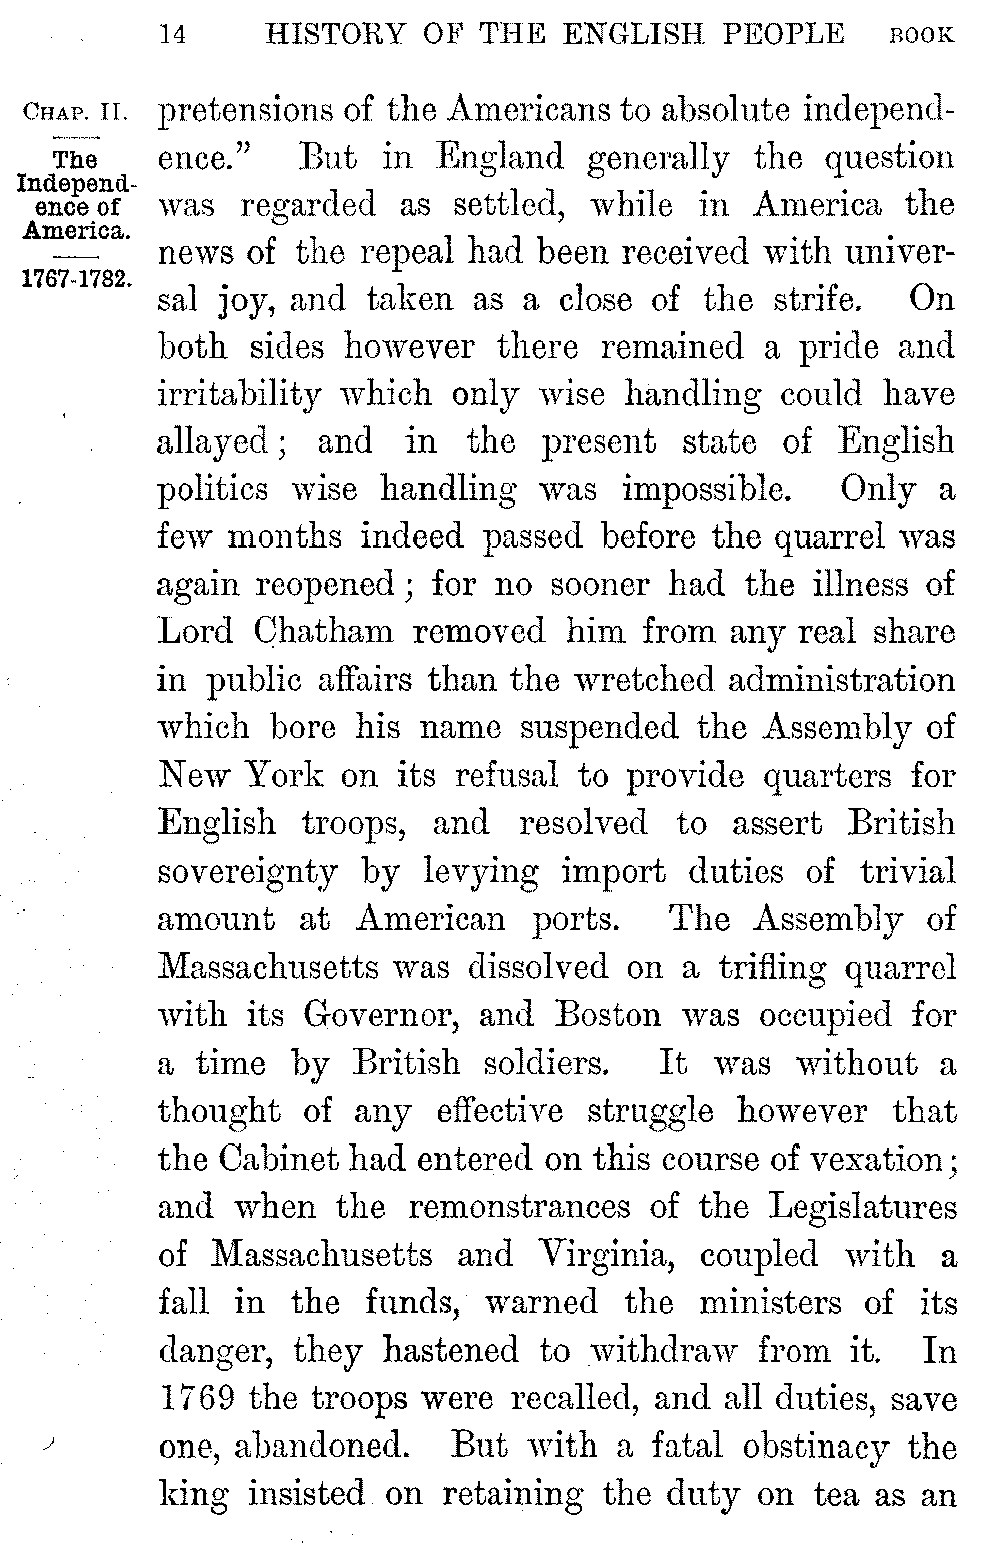 14 HISTORY OF THE ENGLISH PEOPLE BOOK
CHAP. II.
The
Independ-
ence of
America.
1767-1782.
pretensions of the Americans to absolute independ-
ence.” But in England generally the question
was regarded as settled, while in America the
news of the repeal had been received with univer-
sal joy, and taken as a close of the strife. On
both sides however there remained a pride and
irritability which only wise handling could have
allayed; and in the present state of English
politics wise handling was impossible. Only a
few months indeed passed before the quarrel was
again reopened; for no sooner had the illness of
Lord Chatham removed him from any real share
in public affairs than the wretched administration
which bore his name suspended the Assembly of
New York on its refusal to provide quarters for
English troops, and resolved to assert British
sovereignty by levying import duties of trivial
amount at American ports. The Assembly of
Massachusetts was dissolved on a trifling quarrel
with its Governor, and Boston was occupied for
a time by British soldiers. It was without a
thought of any effective struggle however that
the Cabinet had entered on this course of vexation;
and when the remonstrances of the Legislatures
of Massachusetts and Virginia, coupled with a
fall in the funds, warned the ministers of its
danger, they hastened to withdraw from it. In
1769 the troops were recalled, and all duties, save
one, abandoned. But with a fatal obstinacy the
king insisted on retaining the duty on tea as an